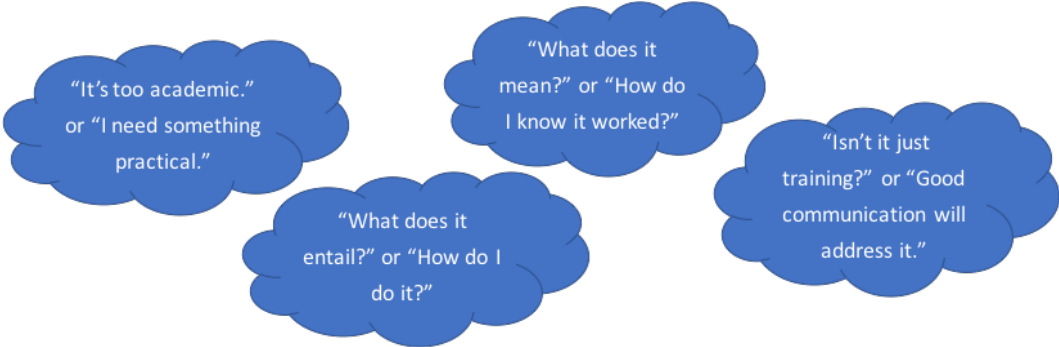 “It’s too academic.”
or “I need something
practical.”
“What does it
mean?” or “How do
I know it worked?”
“What does it
entail?” or “How do I
do it?”
“Isn’t it just
training?” or “Good
communication will
address it.”